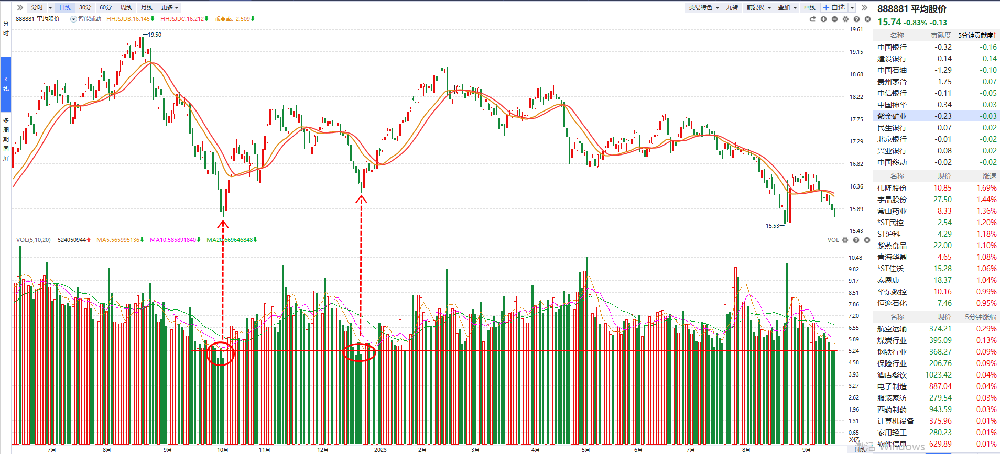 分时 日线 30分 60分 周线 月线 更多 交易特色 九转 前复权 叠加 画线 +自选
888881 平均股价 智能辅助 HHJSJDB:16.145 HHJSJDC:16.212 乖离率:-2.509
分时
K线
多周期同屏
19.50
15.53
19.61
19.15
18.68
18.22
17.75
17.29
16.82
16.36
15.89
15.43
VOL(5,10,20) 524050944 MA5:565995136 MA10:585891840 MA20:669646848 VOL
10.48
9.82
9.17
8.51
7.86
7.20
6.55
5.89
5.24
4.58
3.93
3.27
2.62
1.96
1.31
0.65
X亿
7月 8月 9月 10月 11月 12月 2023 2月 3月 4月 5月 6月 7月 8月 9月 日线
888881 平均股价
15.74 -0.83% -0.13
名称 贡献度 5分钟贡献度↑
中国银行 -0.32 -0.16
建设银行 0.14 -0.14
中国石油 -1.29 -0.10
贵州茅台 -1.75 -0.07
中信银行 -0.11 -0.05
中国神华 -0.34 -0.03
紫金矿业 -0.23 -0.03
民生银行 -0.07 -0.02
北京银行 -0.01 -0.02
兴业银行 -0.08 -0.02
中国移动 -0.02 -0.02
名称 现价 涨速
伟隆股份 10.85 1.69%
宇晶股份 27.50 1.44%
常山药业 8.33 1.36%
*ST民控 2.54 1.20%
ST沪科 4.29 1.18%
紫燕食品 22.00 1.10%
青海华鼎 4.65 1.08%
*ST佳沃 15.28 1.06%
泰恩康 18.37 1.04%
华东数控 10.16 0.99%
恒逸石化 7.46 0.95%
名称 现价 5分钟涨幅
航空运输 374.21 0.29%
煤炭行业 395.09 0.13%
钢铁行业 368.27 0.09%
保险行业 206.76 0.09%
酒店餐饮 1023.42 0.04%
电子制造 887.04 0.04%
服装家纺 279.54 0.03%
西药制药 943.59 0.03%
计算机设备 375.96 0.01%
家用轻工 280.23 0.01%
软件信息 629.89 0.01%
激活 Windows